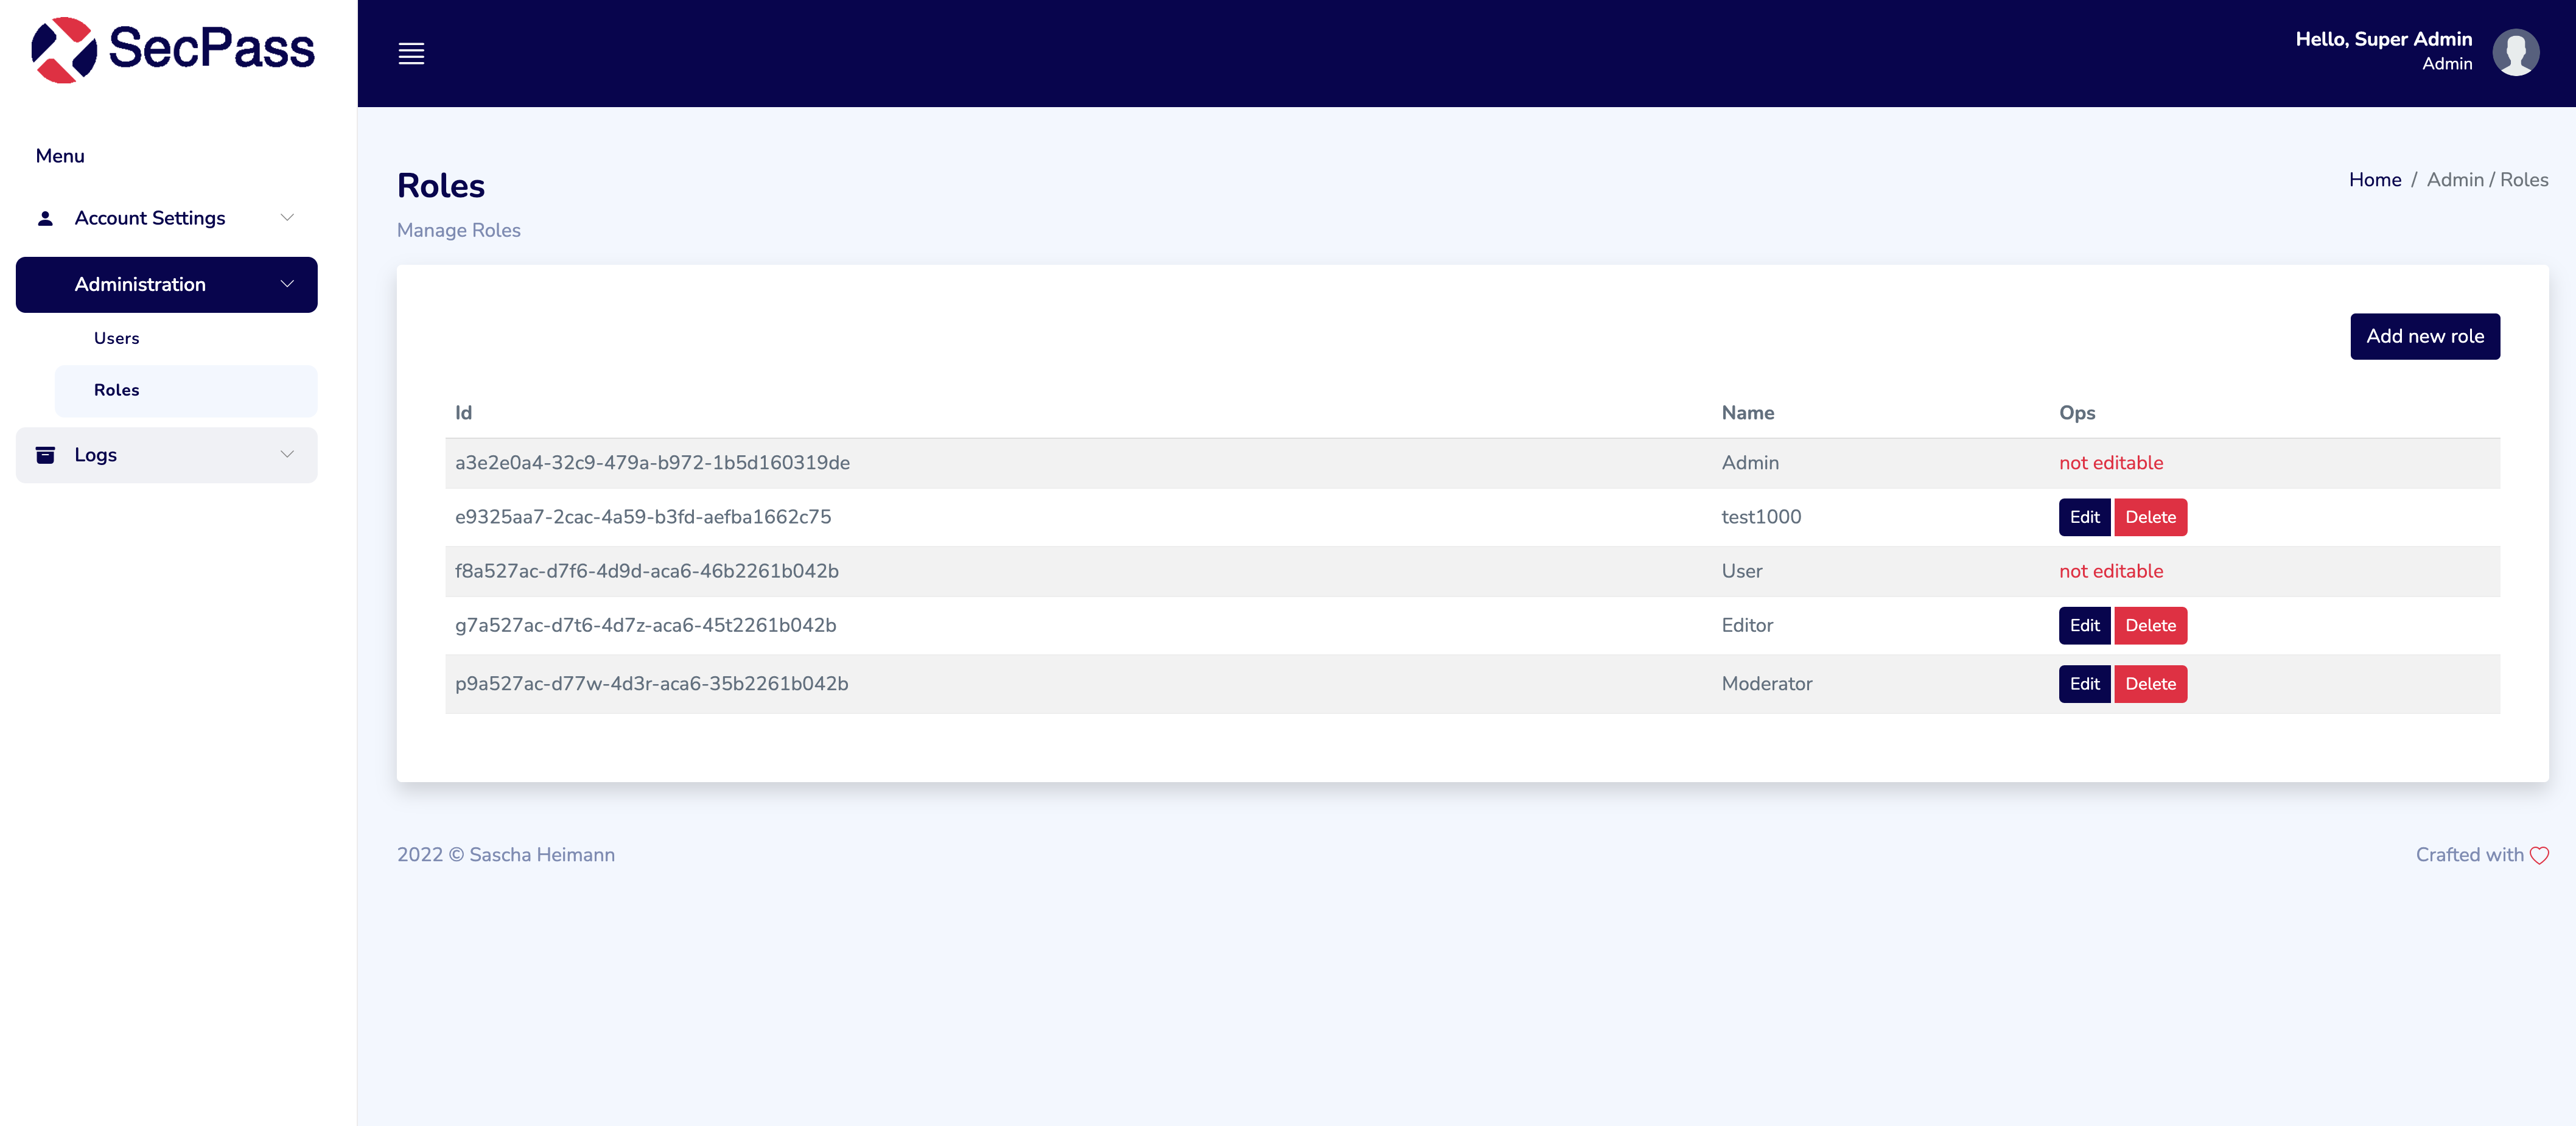 SecPass
Hello, Super Admin
Admin
Menu
Account Settings
Administration
Users
Roles
Logs
Roles
Manage Roles
Home / Admin / Roles
Add new role
Id Name Ops
a3e2e0a4-32c9-479a-b972-1b5d160319de Admin not editable
e9325aa7-2cac-4a59-b3fd-aefba1662c75 test1000 Edit Delete
f8a527ac-d7f6-4d9d-aca6-46b2261b042b User not editable
g7a527ac-d7t6-4d7z-aca6-45t2261b042b Editor Edit Delete
p9a527ac-d77w-4d3r-aca6-35b2261b042b Moderator Edit Delete
2022 © Sascha Heimann
Crafted with